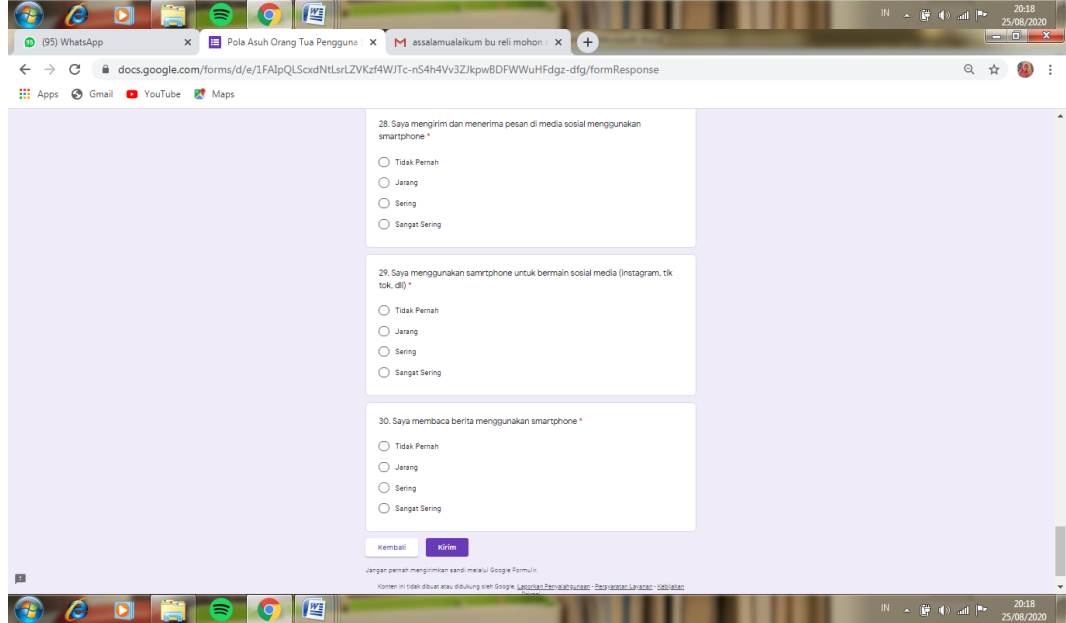 IN
20:18
25/08/2020
(95) WhatsApp
Pola Asuh Orang Tua Pengguna
assalamualaikum bu reli mohon
docs.google.com/forms/d/e/1FAIpQLScxdNtLsrLZVKzf4WJTc-nS4h4Vv3ZJkpwBDFWWuHFdgz-dfg/formResponse
Apps Gmail YouTube Maps
28. Saya mengirim dan menerima pesan di media sosial menggunakan
smartphone *
Tidak Pernah
Jarang
Sering
Sangat Sering
29. Saya menggunakan samrtphone untuk bermain sosial media (instagram, tik
tok, dll) *
Tidak Pernah
Jarang
Sering
Sangat Sering
30. Saya membaca berita menggunakan smartphone *
Tidak Pernah
Jarang
Sering
Sangat Sering
Kembali Kirim
Jangan pernah mengirimkan sandi melalui Google Formulir.
Konten ini tidak dibuat atau didukung oleh Google. Laporkan Penyalahgunaan - Persyaratan Layanan - Kebijakan
IN
20:18
25/08/2020